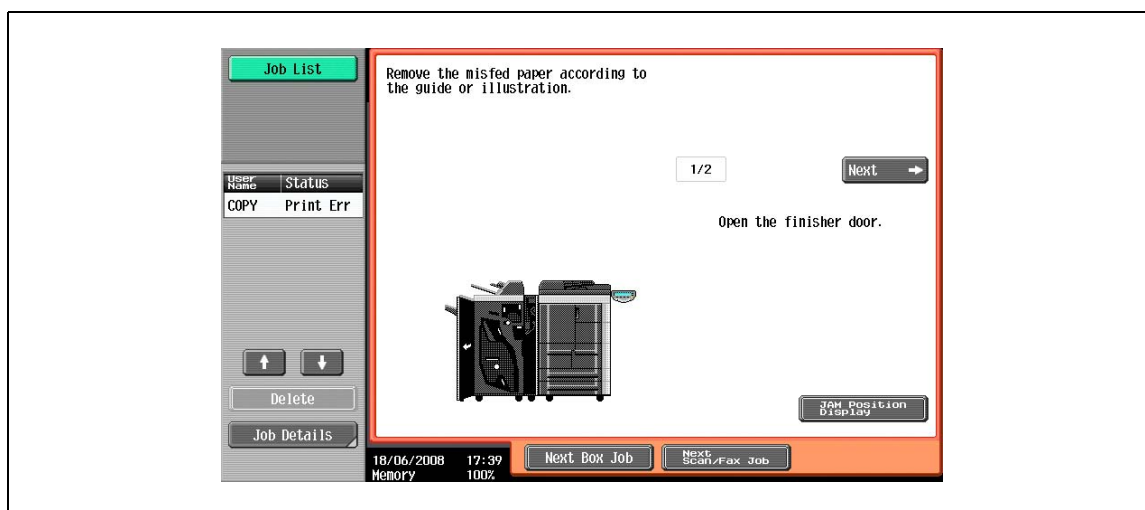 Job List
Remove the misfed paper according to
the guide or illustration.
1/2
Next
User
Name
Status
COPY
Print Err
Open the finisher door.
Delete
JAM Position
Display
Job Details
18/06/2008 17:39
Memory 100%
Next Box Job
Next
Scan/Fax Job